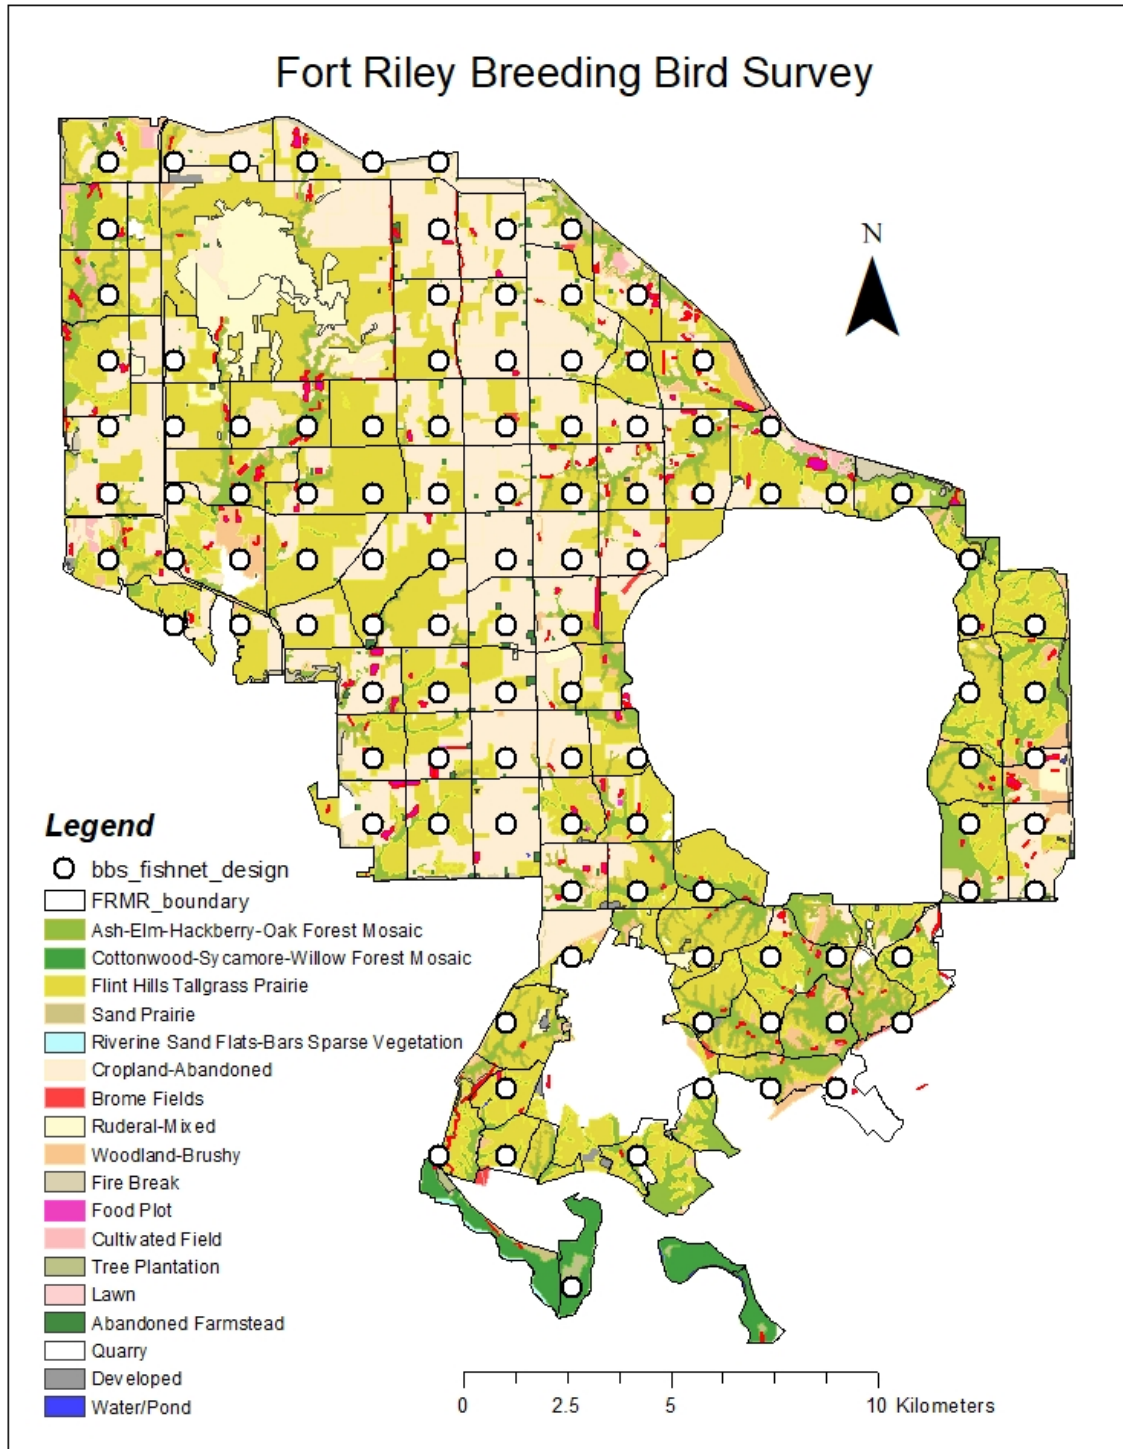 Fort Riley Breeding Bird Survey
N
Legend
bbs_fishnet_design
FRMR_boundary
Ash-Elm-Hackberry-Oak Forest Mosaic
Cottonwood-Sycamore-Willow Forest Mosaic
Flint Hills Tallgrass Prairie
Sand Prairie
Riverine Sand Flats-Bars Sparse Vegetation
Cropland-Abandoned
Brome Fields
Ruderal-Mixed
Woodland-Brushy
Fire Break
Food Plot
Cultivated Field
Tree Plantation
Lawn
Abandoned Farmstead
Quarry
Developed
Water/Pond
0 2.5 5 10 Kilometers